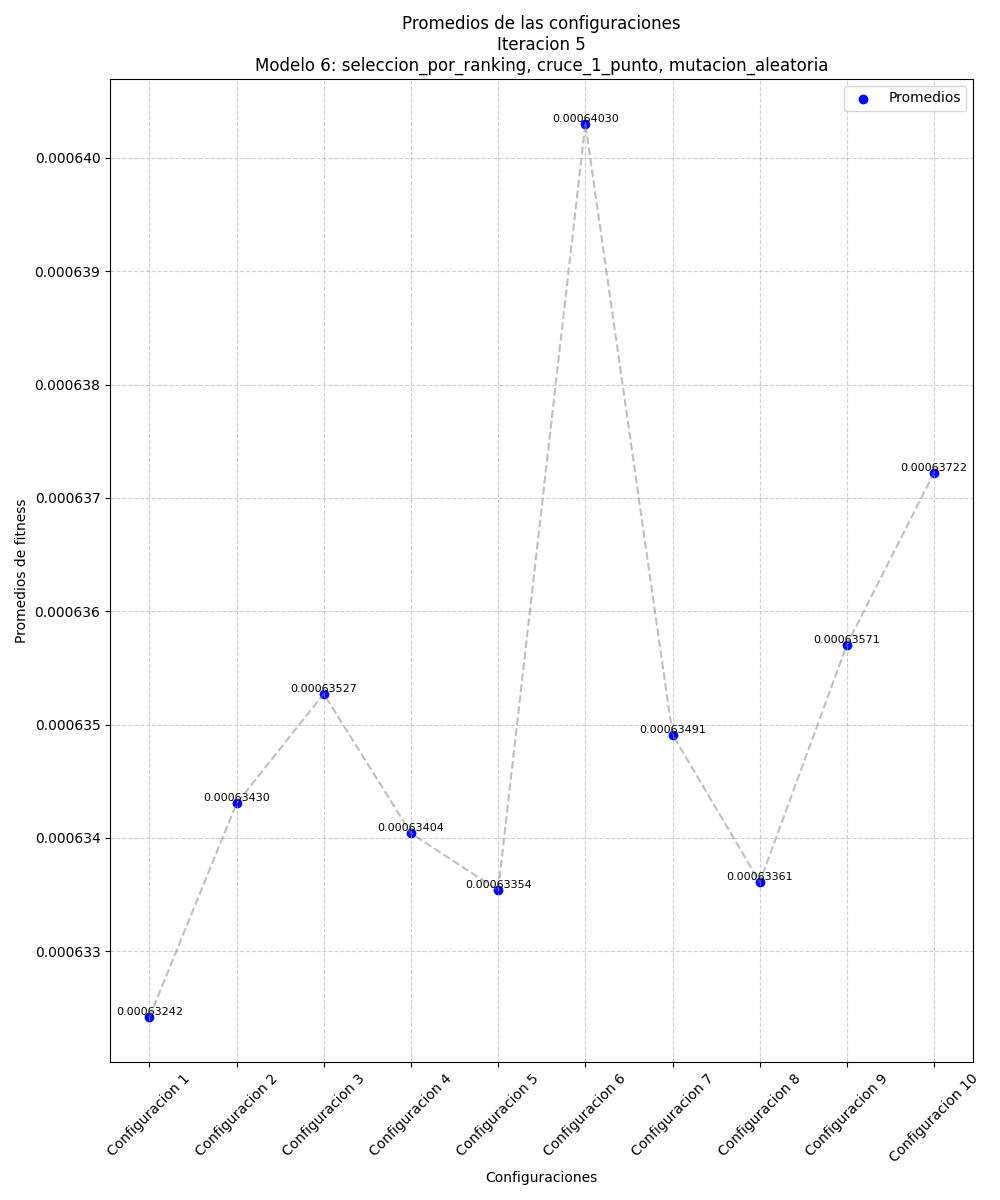 Promedios de las configuraciones
Iteracion 5
Modelo 6: seleccion_por_ranking, cruce_1_punto, mutacion_aleatoria
Promedios
0.00064030
0.000640
0.000639
0.000638
0.00063722
0.000637
0.000636
0.00063571
0.00063527
0.000635
0.00063491
0.00063430
0.00063404
0.000634
0.00063361
0.00063354
0.000633
0.00063242
Promedios de fitness
Configuracion 1
Configuracion 2
Configuracion 3
Configuracion 4
Configuracion 5
Configuracion 6
Configuracion 7
Configuracion 8
Configuracion 9
Configuracion 10
Configuraciones